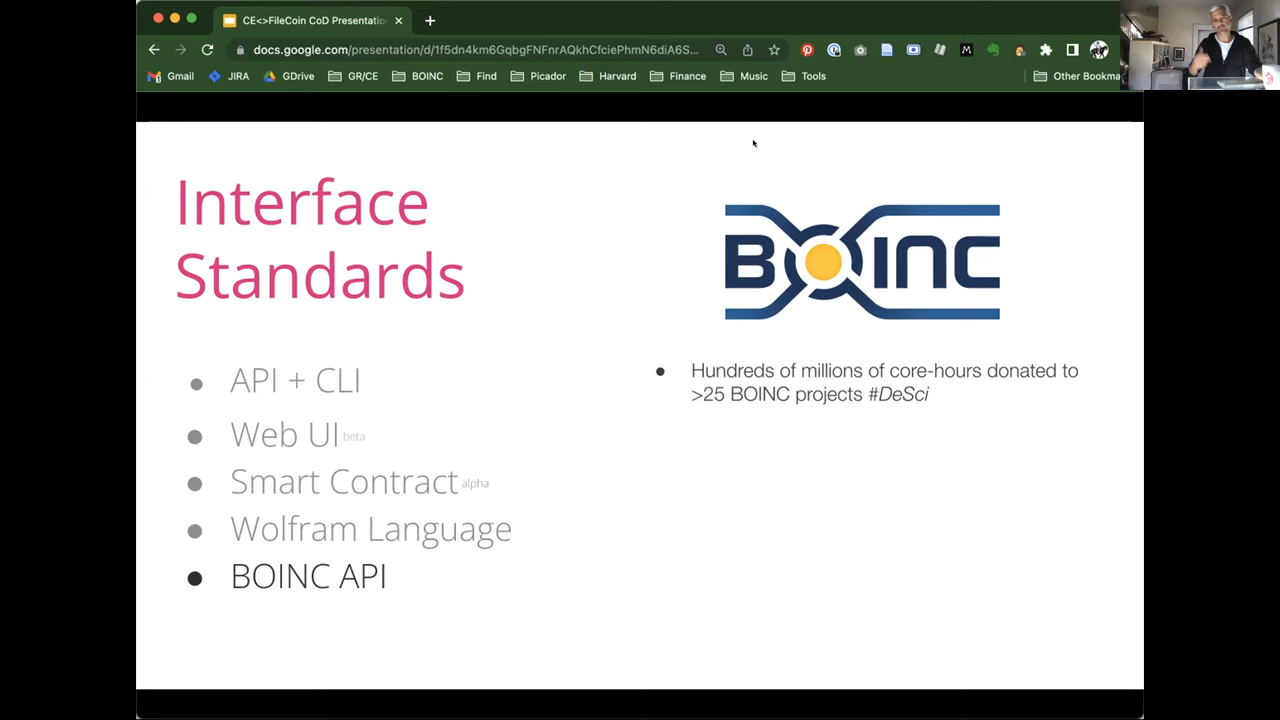 CE<>FileCoin CoD Presentatio
docs.google.com/presentation/d/1f5dn4km6GqbgFNFnrAQkhCfciePhmN6diA6S...
Gmail JIRA GDrive GR/CE BOINC Find Picador Harvard Finance Music Tools Other Bookma
Interface
Standards
API + CLI
Web UI beta
Smart Contract alpha
Wolfram Language
BOINC API
BOINC
Hundreds of millions of core-hours donated to
>25 BOINC projects #DeSci